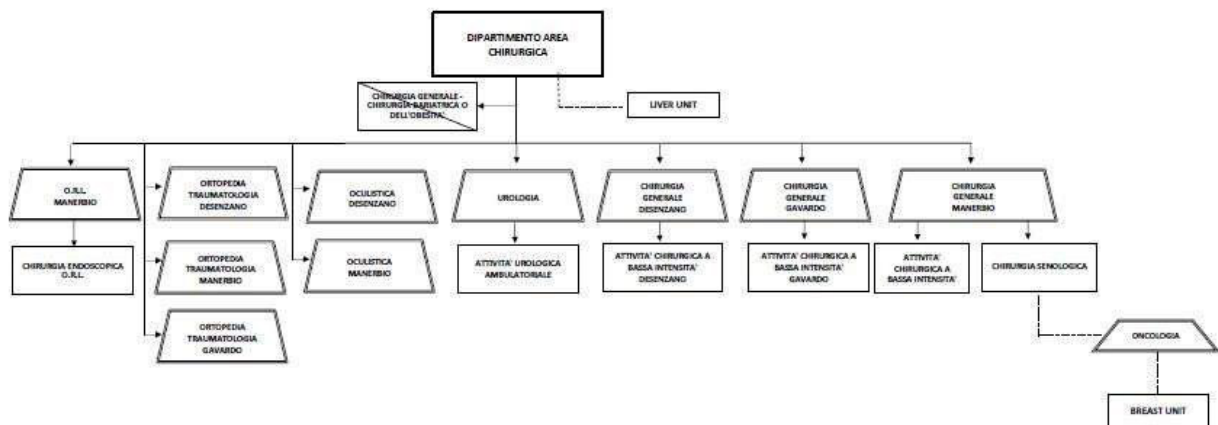 DIPARTIMENTO AREA
CHIRURGICA
CHIRURGIA GENERALE -
CHIRURGIA BARIATRICA O
DELL'OBESITA'
LIVER UNIT
O.R.L.
MANERBIO
ORTOPEDIA
TRAUMATOLOGIA
DESENZANO
OCULISTICA
DESENZANO
UROLOGIA
CHIRURGIA
GENERALE
DESENZANO
CHIRURGIA
GENERALE
GAVARDO
CHIRURGIA
GENERALE
MANERBIO
CHIRURGIA ENDOSCOPICA
O.R.L.
ORTOPEDIA
TRAUMATOLOGIA
MANERBIO
OCULISTICA
MANERBIO
ATTIVITA' UROLOGICA
AMBULATORIALE
ATTIVITA' CHIRURGICA A
BASSA INTENSITA'
DESENZANO
ATTIVITA' CHIRURGICA A
BASSA INTENSITA'
GAVARDO
ATTIVITA'
CHIRURGICA A
BASSA INTENSITA'
CHIRURGIA SENOLOGICA
ORTOPEDIA
TRAUMATOLOGIA
GAVARDO
ONCOLOGIA
BREAST UNIT